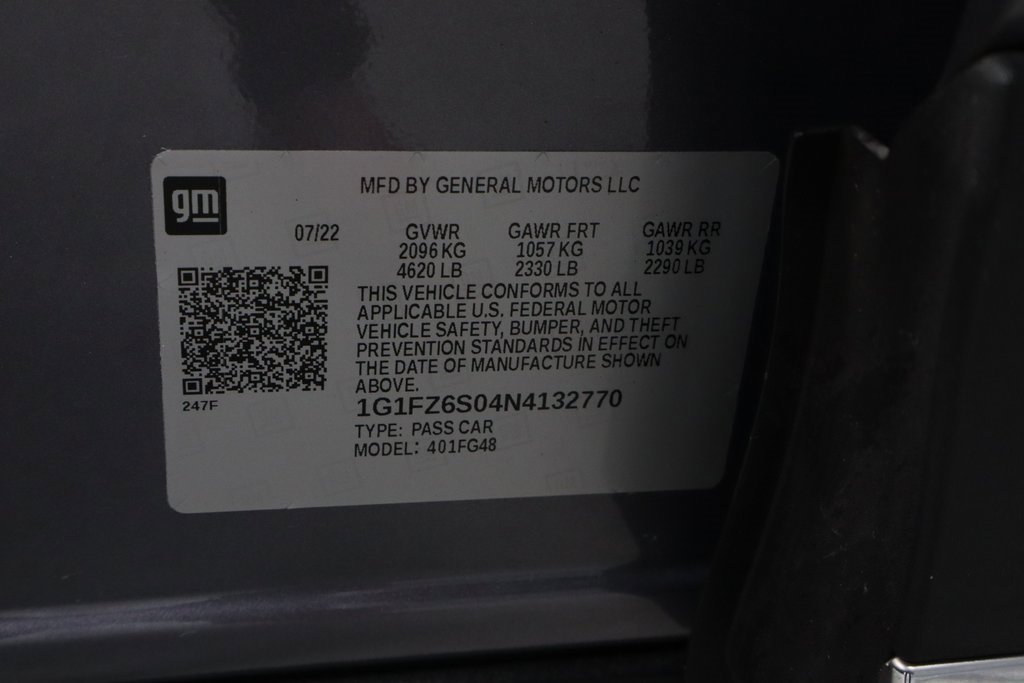 gm
MFD BY GENERAL MOTORS LLC
07/22 GVWR GAWR FRT GAWR RR
2096 KG 1057 KG 1039 KG
4620 LB 2330 LB 2290 LB
THIS VEHICLE CONFORMS TO ALL
APPLICABLE U.S. FEDERAL MOTOR
VEHICLE SAFETY, BUMPER, AND THEFT
PREVENTION STANDARDS IN EFFECT ON
THE DATE OF MANUFACTURE SHOWN
ABOVE.
247F
1G1FZ6S04N4132770
TYPE: PASS CAR
MODEL: 401FG48